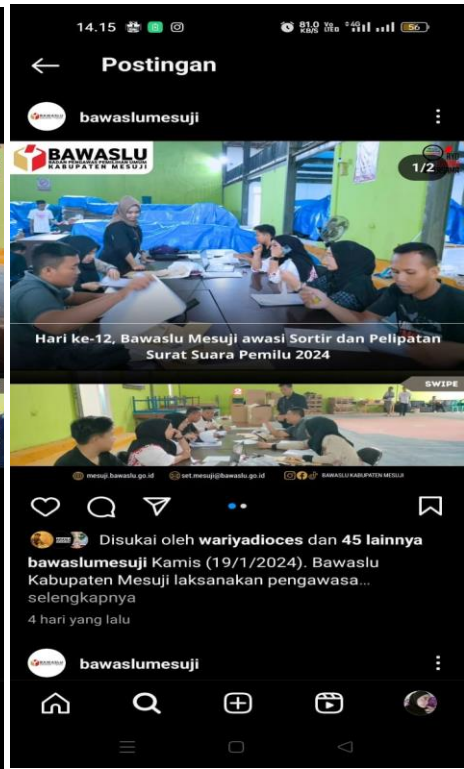 14.15
81.0 KB/S
Vo LTE
4G
56
Postingan
bawaslumesuji
BAWASLU
BADAN PENGAWAS PEMILIHAN UMUM
KABUPATEN MESUJI
1/2
Hari ke-12, Bawaslu Mesuji awasi Sortir dan Pelipatan
Surat Suara Pemilu 2024
SWIPE
mesuji.bawaslu.go.id
set.mesuji@bawaslu.go.id
BAWASLU KABUPATEN MESUJI
Disukai oleh wariyadioces dan 45 lainnya
bawaslumesuji Kamis (19/1/2024). Bawaslu
Kabupaten Mesuji laksanakan pengawasa...
selengkapnya
4 hari yang lalu
bawaslumesuji